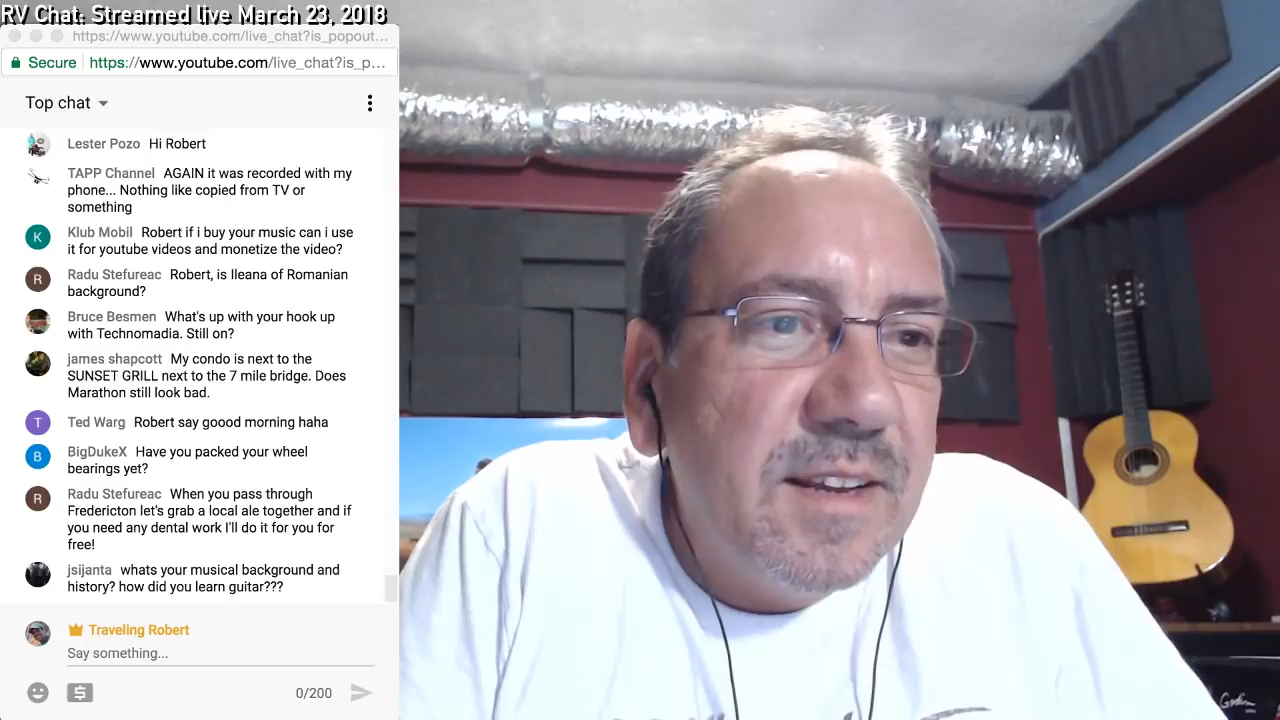 RV Chat. Streamed live March 23, 2018
https://www.youtube.com/live_chat?is_popout...
Secure https://www.youtube.com/live_chat?is_p...
Top chat
Lester Pozo Hi Robert
TAPP Channel AGAIN it was recorded with my
phone... Nothing like copied from TV or
something
K
Klub Mobil Robert if i buy your music can i use
it for youtube videos and monetize the video?
R
Radu Stefureac Robert, is Ileana of Romanian
background?
Bruce Besmen What's up with your hook up
with Technomadia. Still on?
james shapcott My condo is next to the
SUNSET GRILL next to the 7 mile bridge. Does
Marathon still look bad.
T
Ted Warg Robert say goood morning haha
B
BigDukeX Have you packed your wheel
bearings yet?
R
Radu Stefureac When you pass through
Fredericton let's grab a local ale together and if
you need any dental work I'll do it for you for
free!
jsijanta whats your musical background and
history? how did you learn guitar???
Traveling Robert
Say something...
$
0/200
Godin